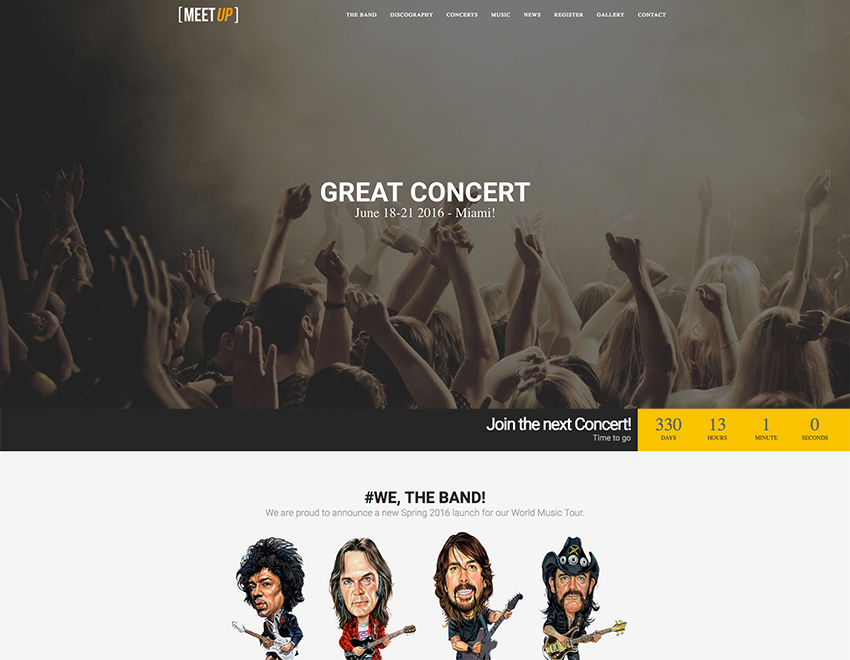 [MEET UP]
THE BAND DISCOGRAPHY CONCERTS MUSIC NEWS REGISTER GALLERY CONTACT
GREAT CONCERT
June 18-21 2016 - Miami!
Join the next Concert!
Time to go
330 13 1 0
DAYS HOURS MINUTE SECONDS
#WE, THE BAND!
We are proud to announce a new Spring 2016 launch for our World Music Tour.